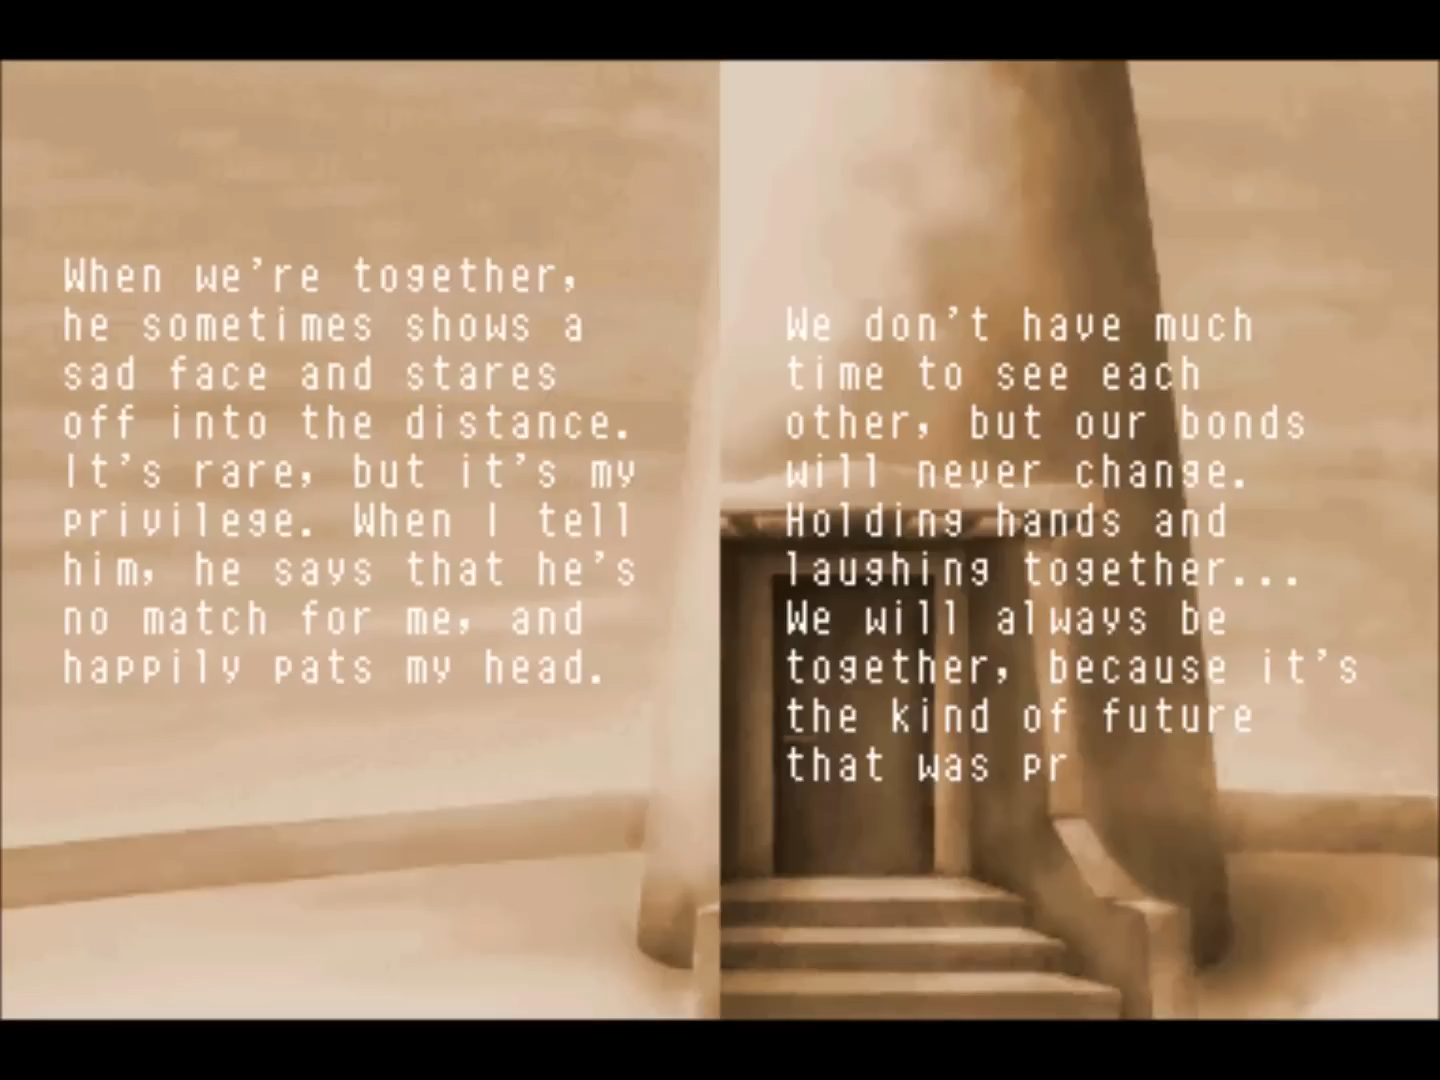 When we're together,
he sometimes shows a
sad face and stares
off into the distance.
It's rare, but it's my
privilege. When I tell
him, he says that he's
no match for me, and
happily pats my head.
We don't have much
time to see each
other, but our bonds
will never change.
Holding hands and
laughing together...
We will always be
together, because it's
the kind of future
that was pr